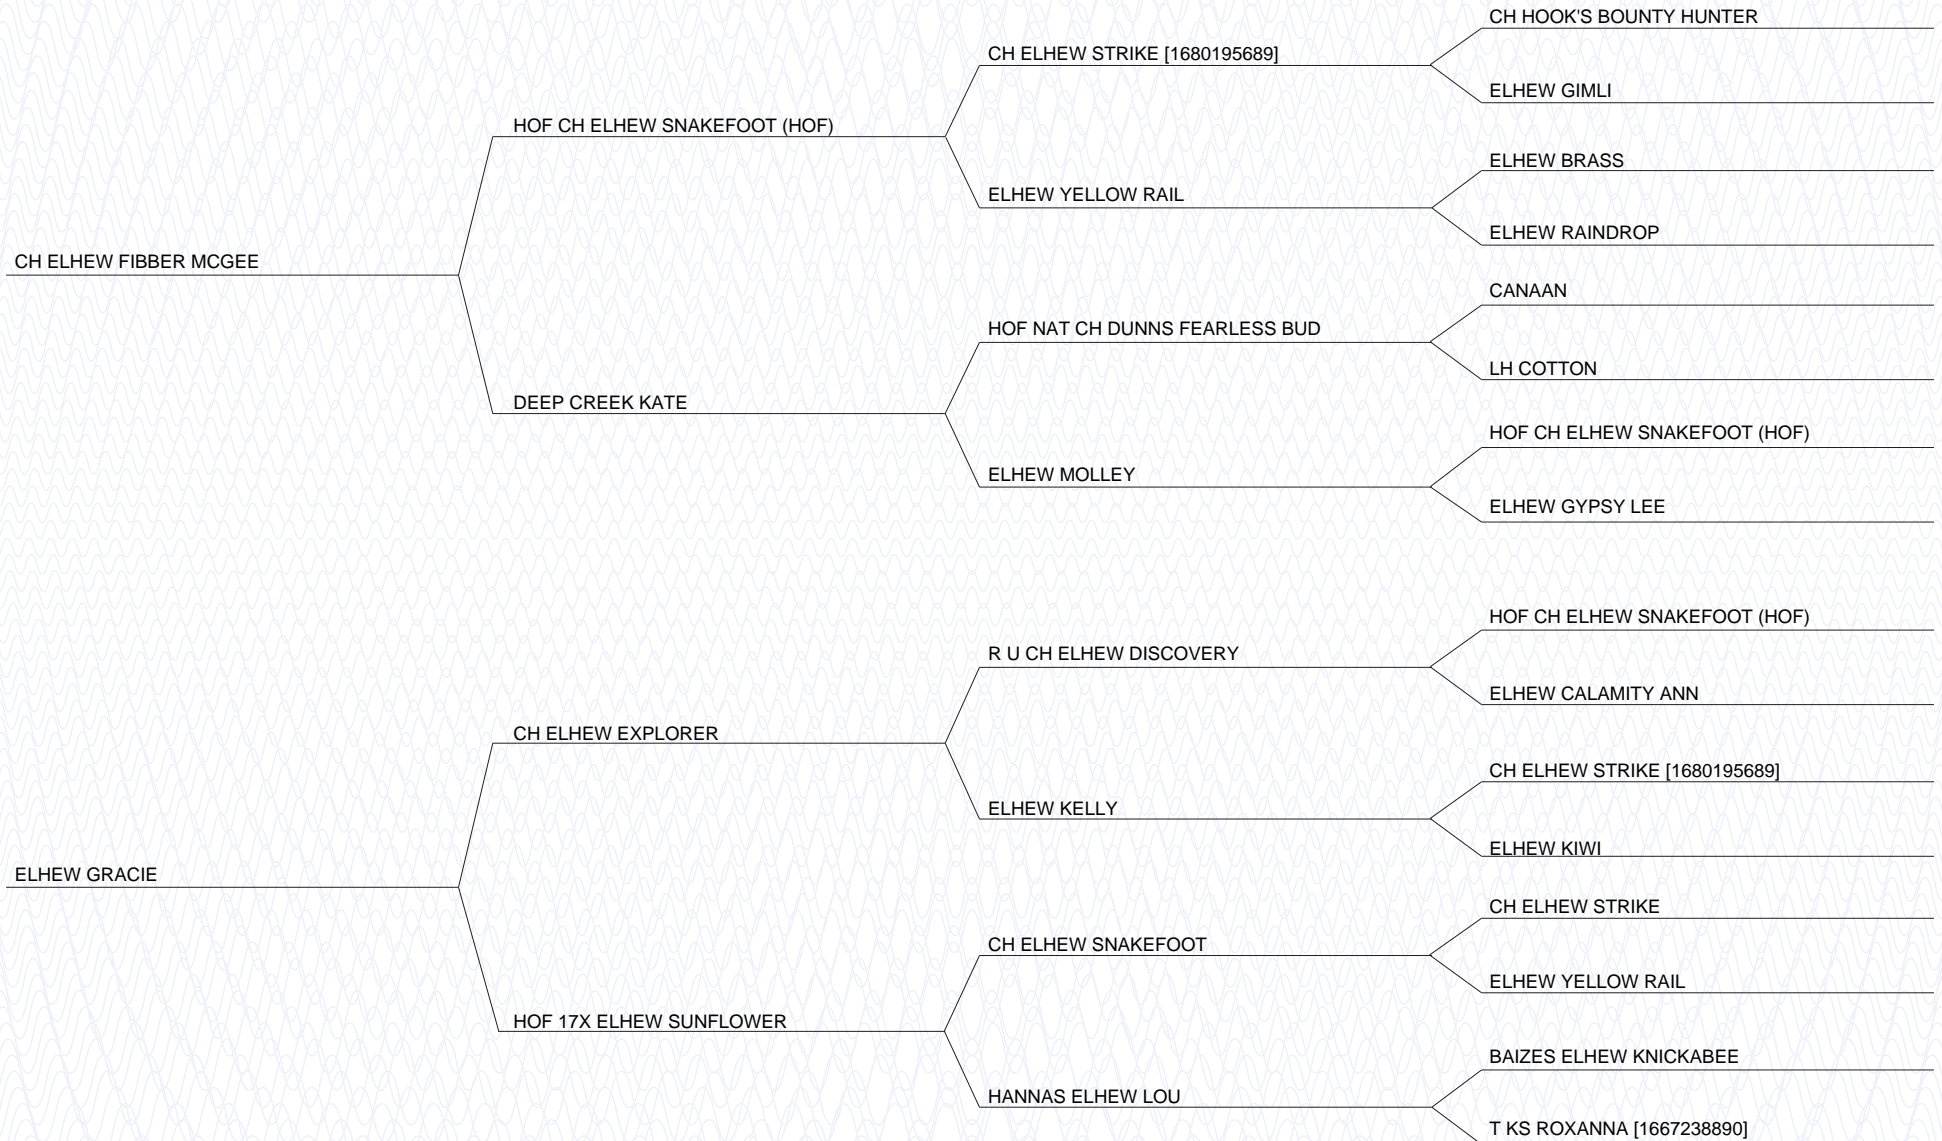 CH HOOK'S BOUNTY HUNTER
CH ELHEW STRIKE [1680195689]
ELHEW GIMLI
HOF CH ELHEW SNAKEFOOT (HOF)
ELHEW BRASS
ELHEW YELLOW RAIL
ELHEW RAINDROP
CH ELHEW FIBBER MCGEE
CANAAN
HOF NAT CH DUNNS FEARLESS BUD
LH COTTON
DEEP CREEK KATE
HOF CH ELHEW SNAKEFOOT (HOF)
ELHEW MOLLEY
ELHEW GYPSY LEE
HOF CH ELHEW SNAKEFOOT (HOF)
R U CH ELHEW DISCOVERY
ELHEW CALAMITY ANN
CH ELHEW EXPLORER
CH ELHEW STRIKE [1680195689]
ELHEW KELLY
ELHEW KIWI
ELHEW GRACIE
CH ELHEW STRIKE
CH ELHEW SNAKEFOOT
ELHEW YELLOW RAIL
HOF 17X ELHEW SUNFLOWER
BAIZES ELHEW KNICKABEE
HANNAS ELHEW LOU
T KS ROXANNA [1667238890]